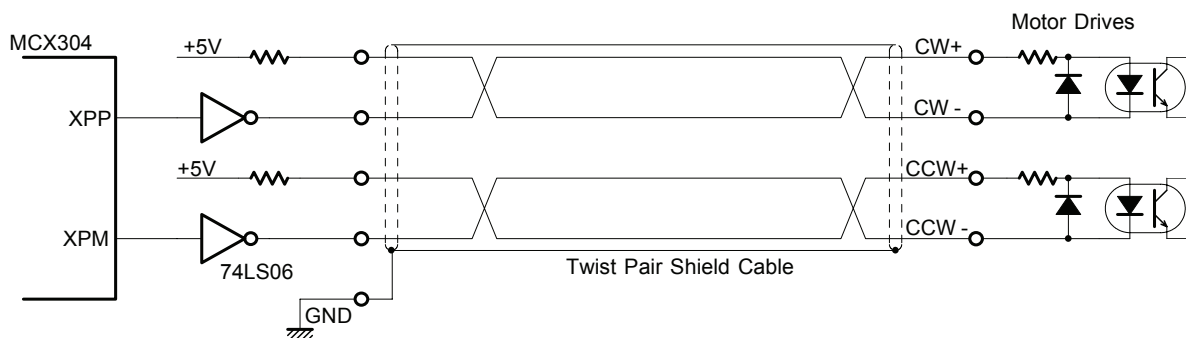 Motor Drives
MCX304
+5V
CW+
XPP
CW -
+5V
CCW+
XPM
CCW -
74LS06
Twist Pair Shield Cable
GND